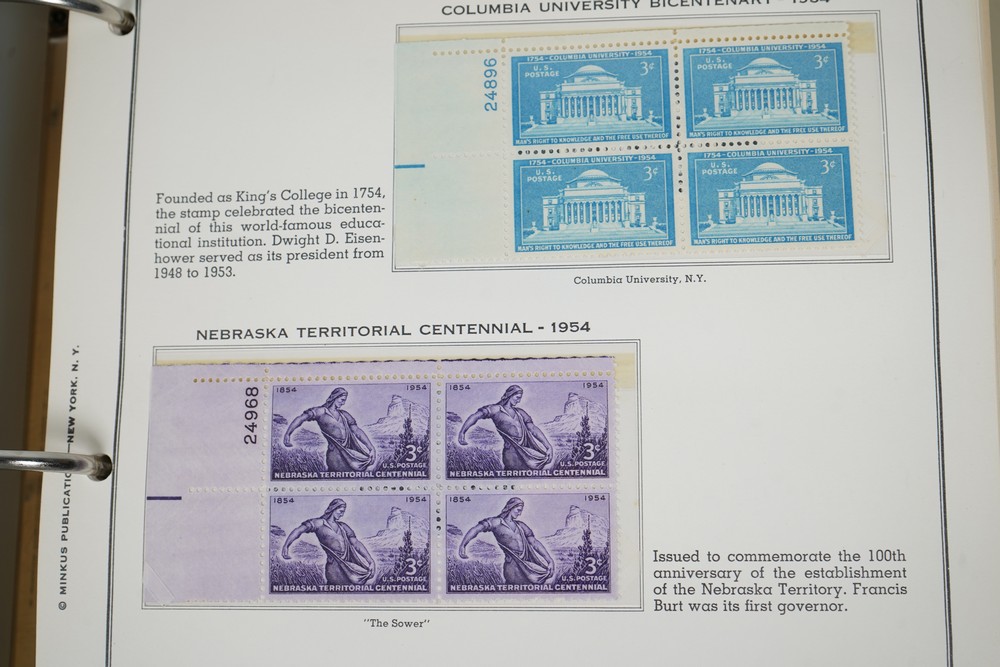 COLUMBIA UNIVERSITY BICENTENARY - 1954
24896
1754-COLUMBIA UNIVERSITY-1954
U.S. POSTAGE
3¢
MAN'S RIGHT TO KNOWLEDGE AND THE FREE USE THEREOF
1754-COLUMBIA UNIVERSITY-1954
U.S. POSTAGE
3¢
MAN'S RIGHT TO KNOWLEDGE AND THE FREE USE THEREOF
1754-COLUMBIA UNIVERSITY-1954
U.S. POSTAGE
3¢
MAN'S RIGHT TO KNOWLEDGE AND THE FREE USE THEREOF
1754-COLUMBIA UNIVERSITY-1954
U.S. POSTAGE
3¢
MAN'S RIGHT TO KNOWLEDGE AND THE FREE USE THEREOF
Founded as King's College in 1754,
the stamp celebrated the bicenten-
nial of this world-famous educa-
tional institution. Dwight D. Eisen-
hower served as its president from
1948 to 1953.
Columbia University, N.Y.
NEBRASKA TERRITORIAL CENTENNIAL - 1954
24968
1854 1954
3¢
U.S. POSTAGE
NEBRASKA TERRITORIAL CENTENNIAL
1854 1954
3¢
U.S. POSTAGE
NEBRASKA TERRITORIAL CENTENNIAL
1854 1954
3¢
U.S. POSTAGE
NEBRASKA TERRITORIAL CENTENNIAL
1854 1954
3¢
U.S. POSTAGE
NEBRASKA TERRITORIAL CENTENNIAL
"The Sower"
Issued to commemorate the 100th
anniversary of the establishment
of the Nebraska Territory. Francis
Burt was its first governor.
© MINKUS PUBLICATIO NEW YORK, N. Y.